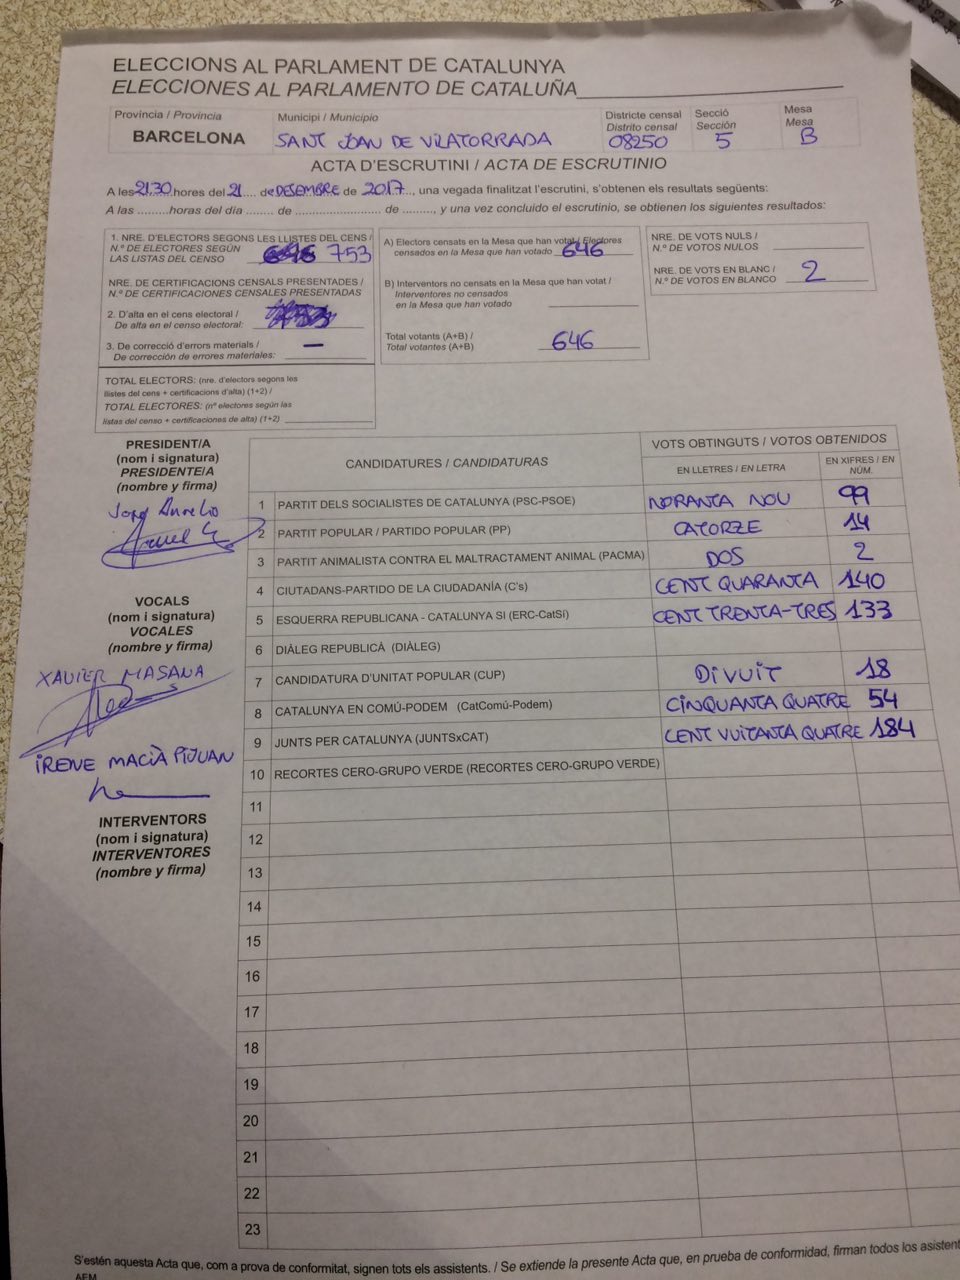 ELECCIONS AL PARLAMENT DE CATALUNYA
ELECCIONES AL PARLAMENTO DE CATALUÑA
Província / Provincia
BARCELONA
Municipi / Municipio
SANT JOAN DE VILATORRADA
Districte censal
Distrito censal
08250
Secció
Sección
5
Mesa
Mesa
B
ACTA D'ESCRUTINI / ACTA DE ESCRUTINIO
A les 21:30 hores del 21 de DESEMBRE de 2017..., una vegada finalitzat l'escrutini, s'obtenen els resultats següents:
A las .........horas del día ....... de ........................ de ........, y una vez concluido el escrutinio, se obtienen los siguientes resultados:
1. NRE. D'ELECTORS SEGONS LES LLISTES DEL CENS /
N.º DE ELECTORES SEGÚN
LAS LISTAS DEL CENSO 753
NRE. DE CERTIFICACIONS CENSALS PRESENTADES /
N.º DE CERTIFICACIONES CENSALES PRESENTADAS
2. D'alta en el cens electoral /
De alta en el censo electoral:
3. De correcció d'errors materials / —
De corrección de errores materiales:
TOTAL ELECTORS: (nre. d'electors segons les
llistes del cens + certificacions d'alta) (1+2) /
TOTAL ELECTORES: (nº electores según las
listas del censo + certificaciones de alta) (1+2)
A) Electors censats en la Mesa que han votat / Electores
censados en la Mesa que han votado 646
B) Interventors no censats en la Mesa que han votat /
Interventores no censados
en la Mesa que han votado
Total votants (A+B) /
Total votantes (A+B) 646
NRE. DE VOTS NULS /
N.º DE VOTOS NULOS
NRE. DE VOTS EN BLANC /
N.º DE VOTOS EN BLANCO 2
PRESIDENT/A
(nom i signatura)
PRESIDENTE/A
(nombre y firma)
Aurelio
VOCALS
(nom i signatura)
VOCALES
(nombre y firma)
XAVIER MASANA
IRENE MACIÀ PIJUAN
INTERVENTORS
(nom i signatura)
INTERVENTORES
(nombre y firma)
CANDIDATURES / CANDIDATURAS
VOTS OBTINGUTS / VOTOS OBTENIDOS
EN LLETRES / EN LETRA
EN XIFRES / EN
NÚM.
1 PARTIT DELS SOCIALISTES DE CATALUNYA (PSC-PSOE) NORANTA NOU 99
2 PARTIT POPULAR / PARTIDO POPULAR (PP) CATORZE 14
3 PARTIT ANIMALISTA CONTRA EL MALTRACTAMENT ANIMAL (PACMA) DOS 2
4 CIUTADANS-PARTIDO DE LA CIUDADANÍA (C's) CENT QUARANTA 140
5 ESQUERRA REPUBLICANA - CATALUNYA SI (ERC-CatSí) CENT TRENTA-TRES 133
6 DIÀLEG REPUBLICÀ (DIÀLEG)
7 CANDIDATURA D'UNITAT POPULAR (CUP) DIVUIT 18
8 CATALUNYA EN COMÚ-PODEM (CatComú-Podem) CINQUANTA QUATRE 54
9 JUNTS PER CATALUNYA (JUNTSxCAT) CENT VUITANTA QUATRE 184
10 RECORTES CERO-GRUPO VERDE (RECORTES CERO-GRUPO VERDE)
11
12
13
14
15
16
17
18
19
20
21
22
23
S'estén aquesta Acta que, com a prova de conformitat, signen tots els assistents. / Se extiende la presente Acta que, en prueba de conformidad, firman todos los asistent